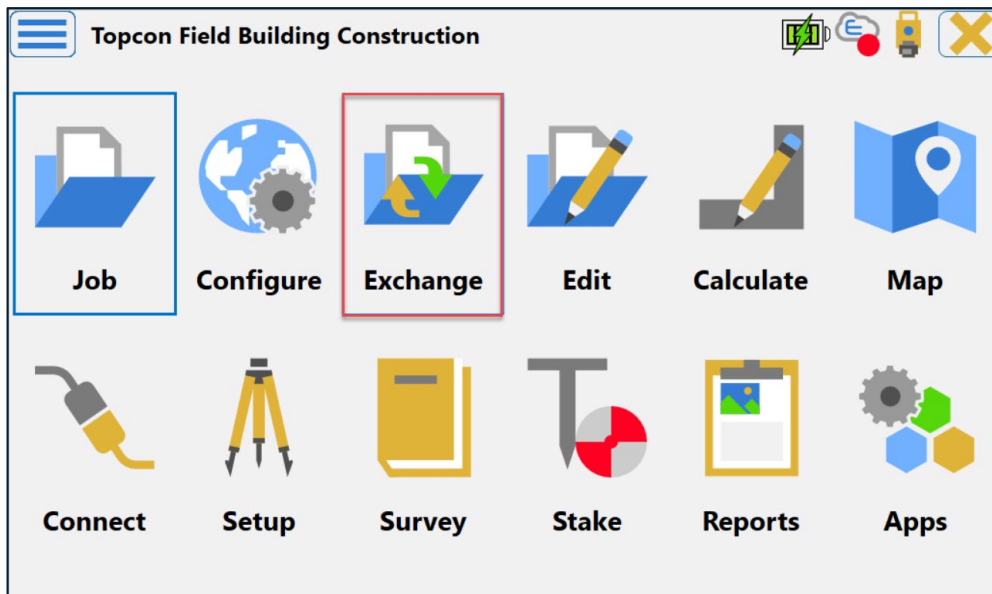 Topcon Field Building Construction
Job Configure Exchange Edit Calculate Map
Connect Setup Survey Stake Reports Apps